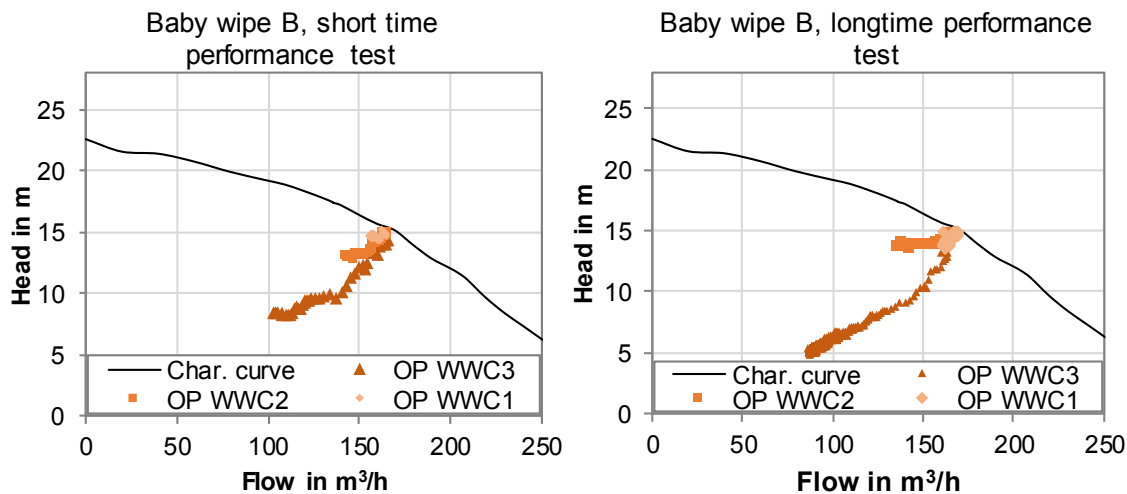 Baby wipe B, short time
performance test
25
20
15
10
5
0
Head in m
Char. curve
OP WWC3
OP WWC2
OP WWC1
0 50 100 150 200 250
Flow in m³/h
Baby wipe B, longtime performance
test
25
20
15
10
5
0
Head in m
Char. curve
OP WWC3
OP WWC2
OP WWC1
0 50 100 150 200 250
Flow in m³/h